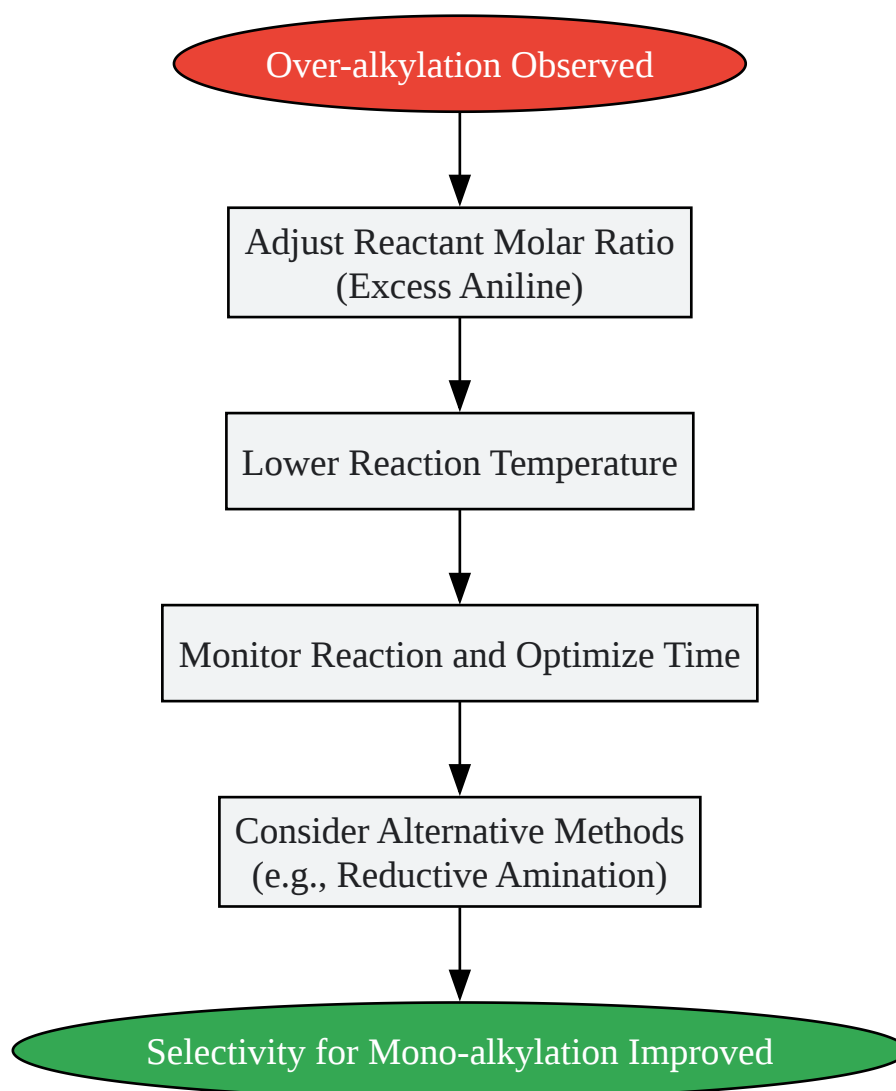 Over-alkylation Observed
Adjust Reactant Molar Ratio
(Excess Aniline)
Lower Reaction Temperature
Monitor Reaction and Optimize Time
Consider Alternative Methods
(e.g., Reductive Amination)
Selectivity for Mono-alkylation Improved